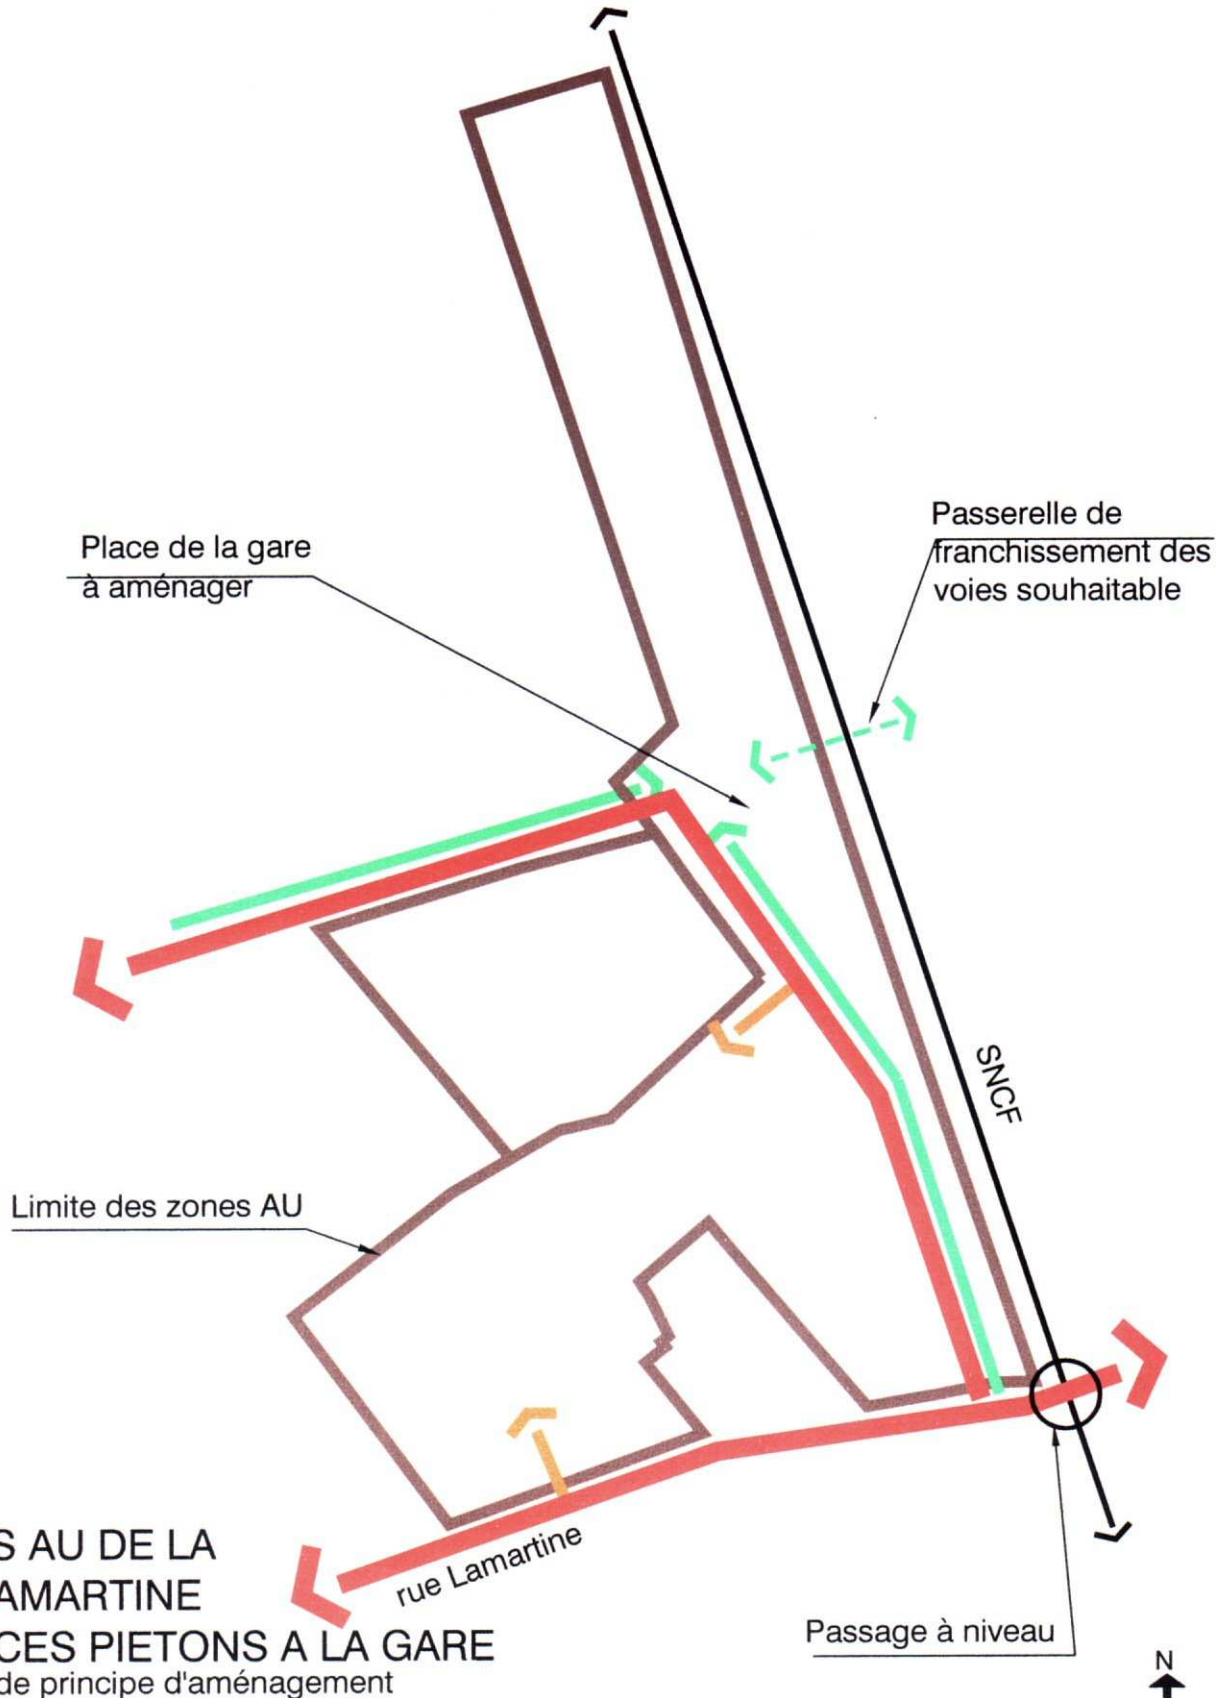 Passerelle de
franchissement des
voies souhaitable
Place de la gare
à aménager
SNCF
Limite des zones AU
rue Lamartine
Passage à niveau
S AU DE LA
AMARTINE
CES PIETONS A LA GARE
de principe d'aménagement
N